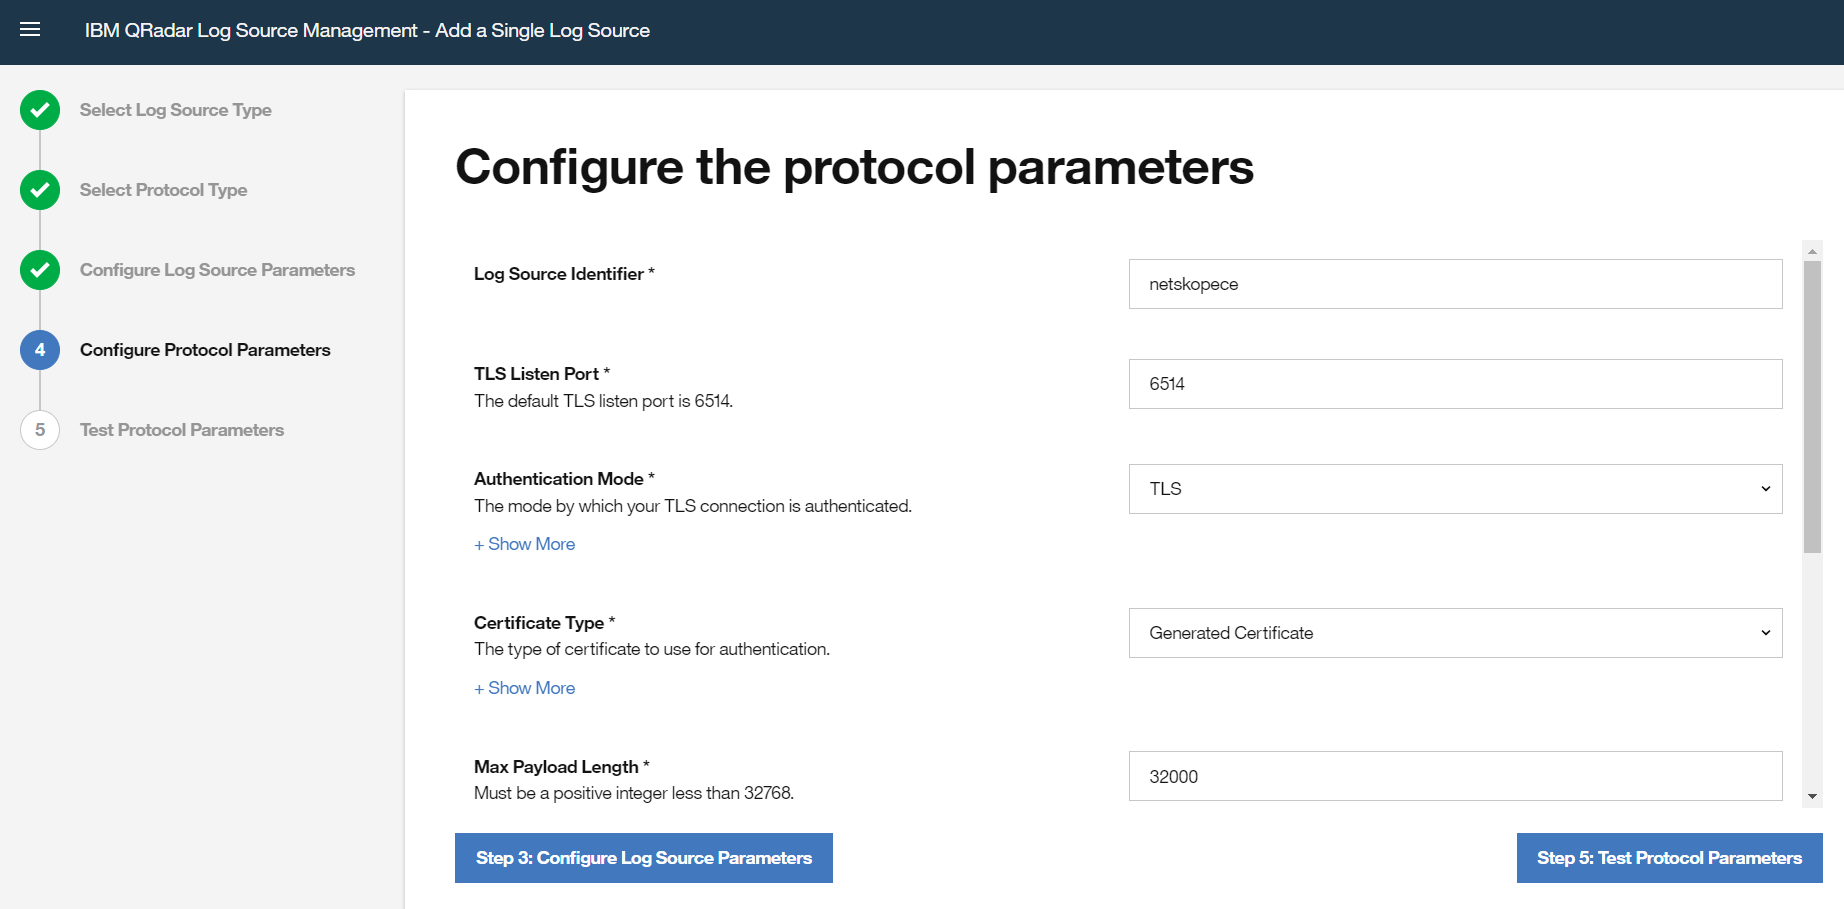 IBM QRadar Log Source Management - Add a Single Log Source
Select Log Source Type
Select Protocol Type
Configure Log Source Parameters
4 Configure Protocol Parameters
5 Test Protocol Parameters
Configure the protocol parameters
Log Source Identifier *
netskopece
TLS Listen Port *
The default TLS listen port is 6514.
6514
Authentication Mode *
The mode by which your TLS connection is authenticated.
+ Show More
TLS
Certificate Type *
The type of certificate to use for authentication.
+ Show More
Generated Certificate
Max Payload Length *
Must be a positive integer less than 32768.
32000
Step 3: Configure Log Source Parameters
Step 5: Test Protocol Parameters